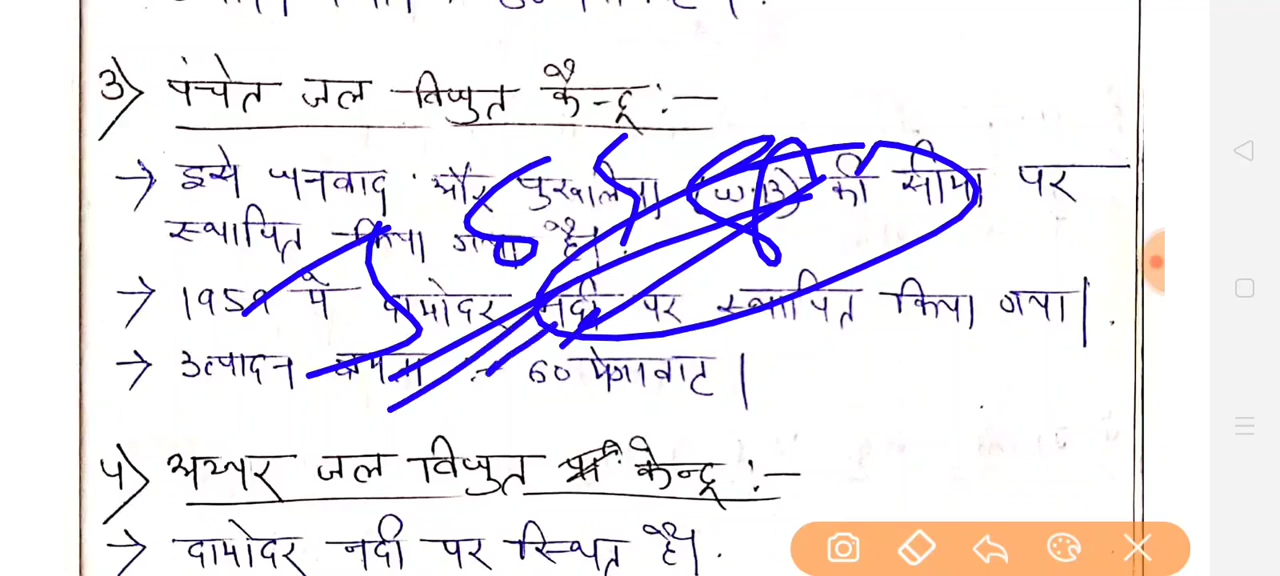 3) पंचेत जल विधुत केन्द्र :-
→ इसे धनवाद और पुरुलिया (W.B) की सीमा पर
स्थापित किया गया है।
→ 1959 में दामोदर नदी पर स्थापित किया गया।
→ उत्पादन क्षमता :- 60 मेगावाट।
4) अय्यर जल विधुत केन्द्र :-
→ दामोदर नदी पर स्थित है।